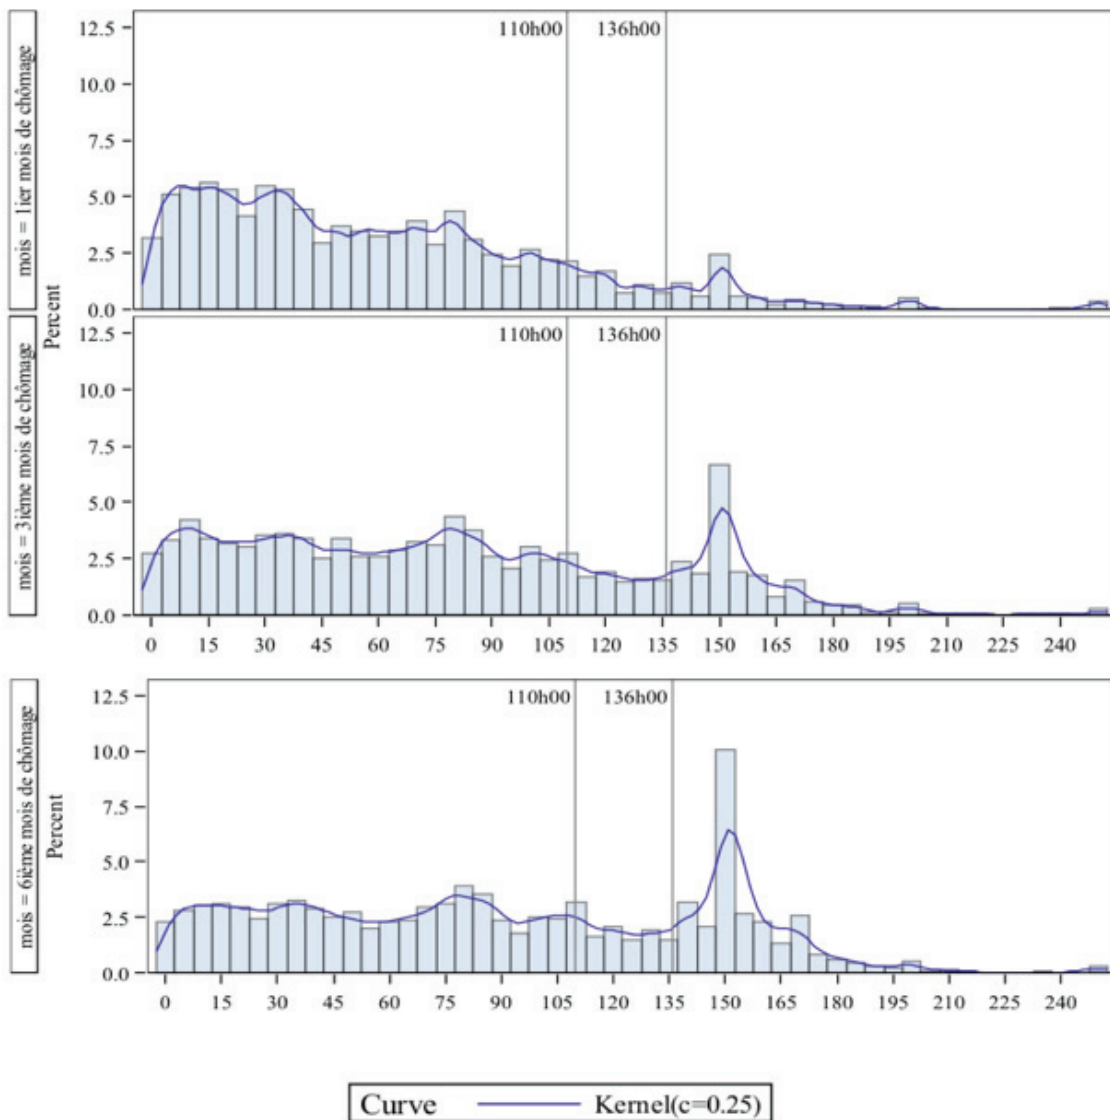 mois = 1ier mois de chômage
Percent
12.5
10.0
7.5
5.0
2.5
0.0
110h00 136h00
mois = 3ième mois de chômage
12.5
10.0
7.5
5.0
2.5
0.0
110h00 136h00
0 15 30 45 60 75 90 105 120 135 150 165 180 195 210 225 240
mois = 6ième mois de chômage
Percent
12.5
10.0
7.5
5.0
2.5
0.0
110h00 136h00
0 15 30 45 60 75 90 105 120 135 150 165 180 195 210 225 240
Curve Kernel(c=0.25)